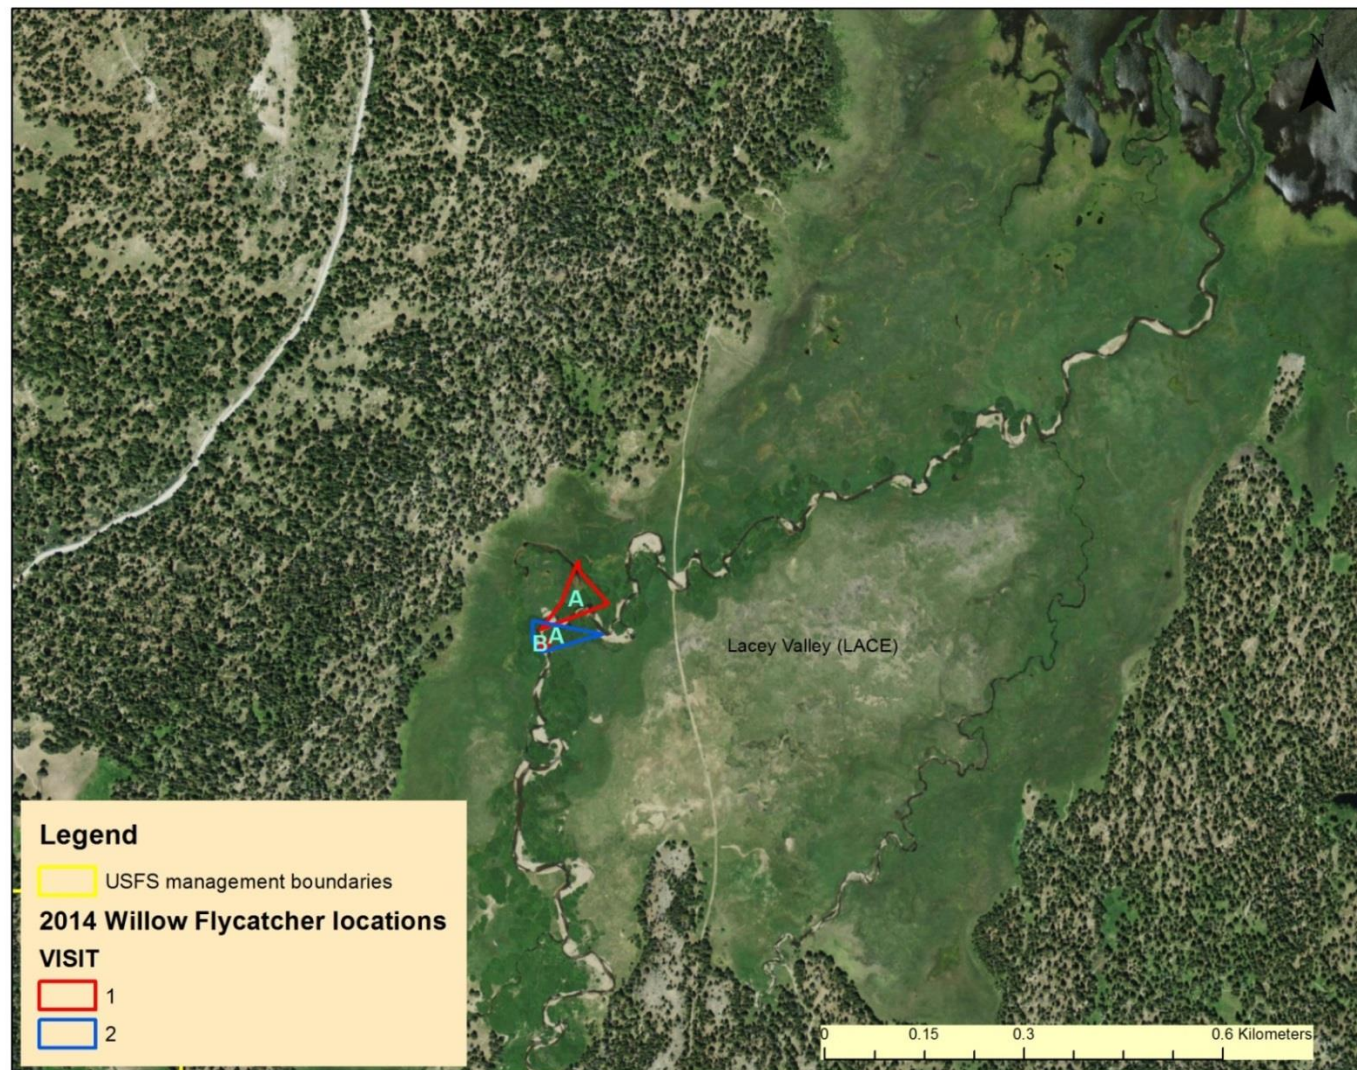 N
A
A
B
Lacey Valley (LACE)
Legend
USFS management boundaries
2014 Willow Flycatcher locations
VISIT
1
2
0 0.15 0.3 0.6 Kilometers